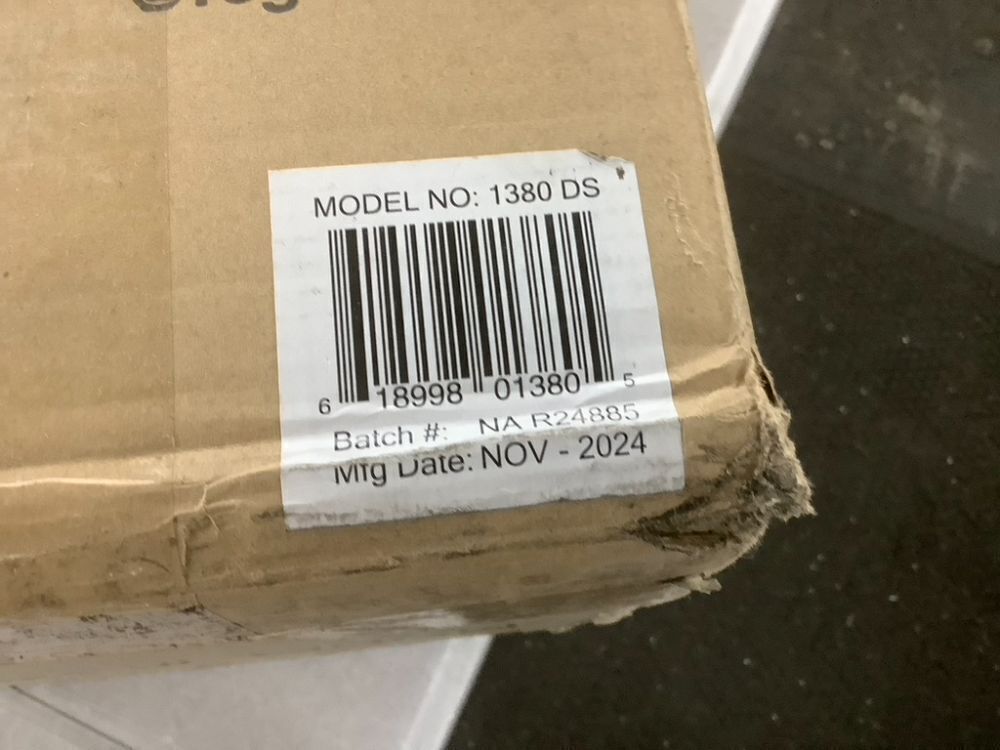 MODEL NO: 1380 DS
6 18998 01380 5
Batch #: NA R24885
Mfg Date: NOV - 2024